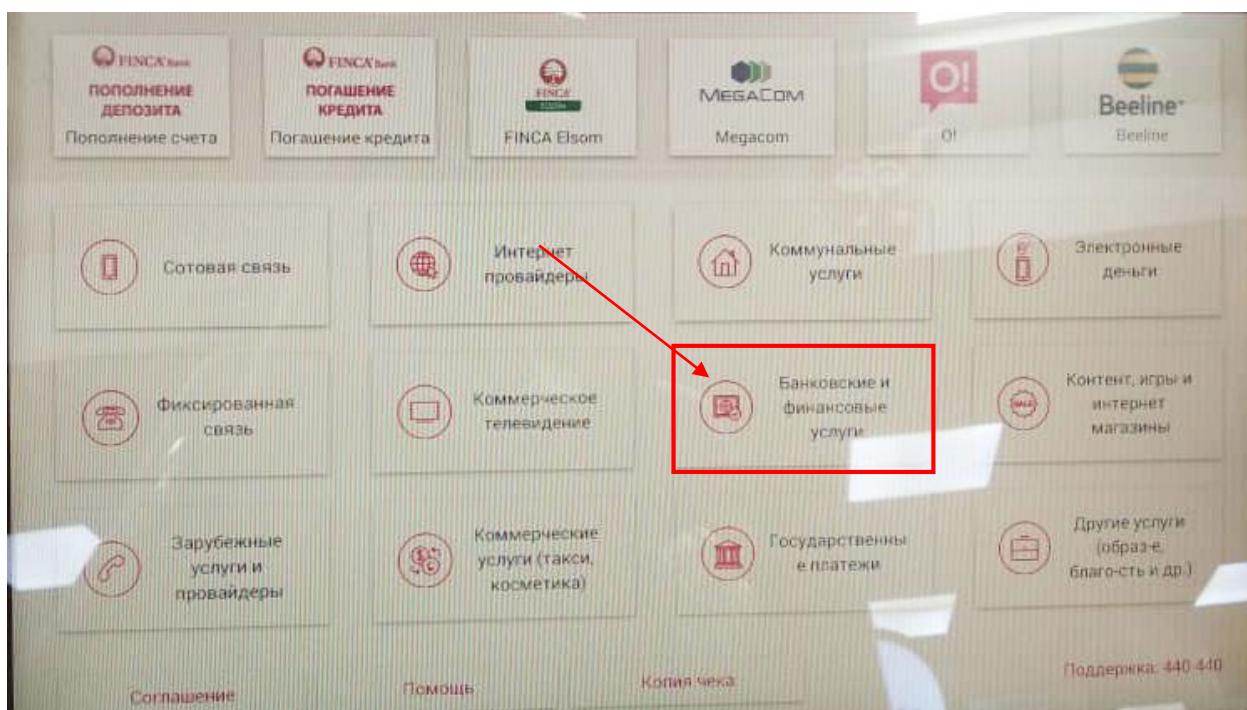 FINCA Bank
ПОПОЛНЕНИЕ
ДЕПОЗИТА
Пополнение счета
FINCA Bank
ПОГАШЕНИЕ
КРЕДИТА
Погашение кредита
FINCA
FINCA Elsom
MEGACOM
Megacom
O!
O!
Beeline
Beeline
Сотовая связь
Интернет
провайдеры
Коммунальные
услуги
Электронные
деньги
Фиксированная
связь
Коммерческое
телевидение
Банковские и
финансовые
услуги
SALE
Контент, игры и
интернет
магазины
Зарубежные
услуги и
провайдеры
Коммерческие
услуги (такси,
косметика)
Государственны
е платежи
Другие услуги
(образ-е,
благо-сть и др.)
Соглашение
Помощь
Копия чека
Поддержка: 440-440